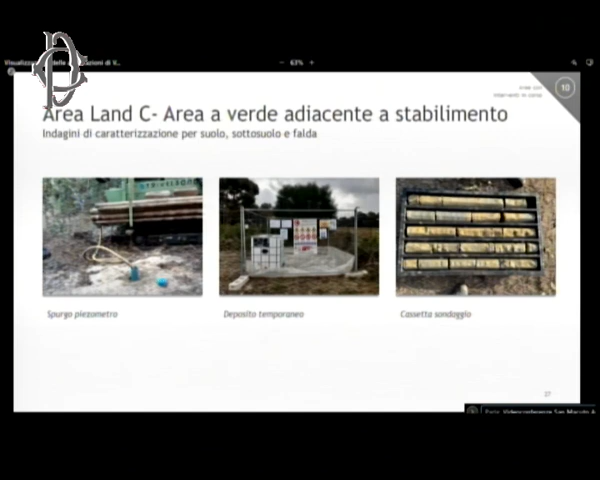 63%
10
Area Land C- Area a verde adiacente a stabilimento
Indagini di caratterizzazione per suolo, sottosuolo e falda
Spurgo piezometro
Deposito temporaneo
Cassetta sondaggio
27